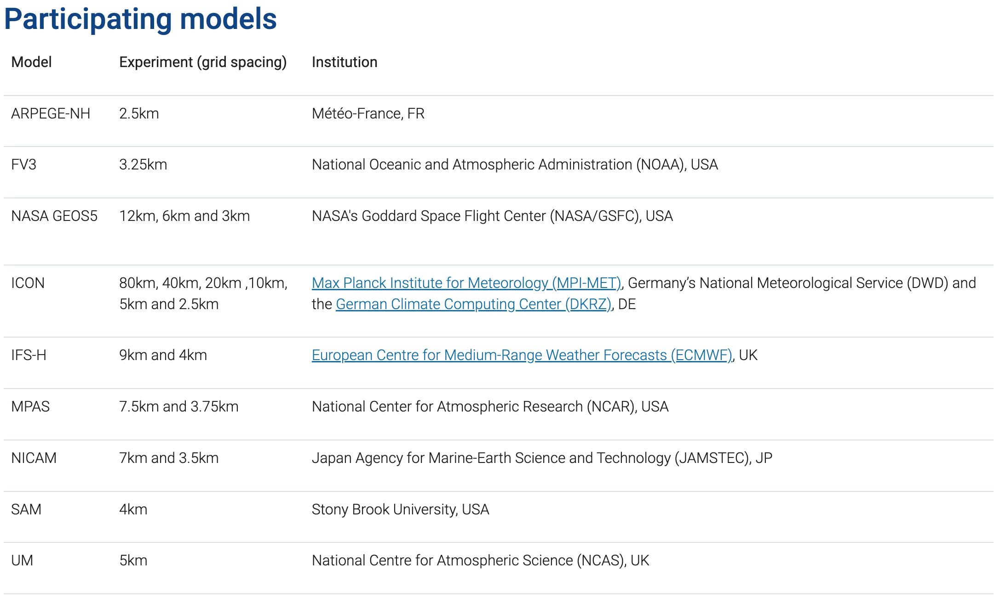 Participating models
Model Experiment (grid spacing) Institution
ARPEGE-NH 2.5km Météo-France, FR
FV3 3.25km National Oceanic and Atmospheric Administration (NOAA), USA
NASA GEOS5 12km, 6km and 3km NASA's Goddard Space Flight Center (NASA/GSFC), USA
ICON 80km, 40km, 20km ,10km, Max Planck Institute for Meteorology (MPI-MET), Germany’s National Meteorological Service (DWD) and
5km and 2.5km the German Climate Computing Center (DKRZ), DE
IFS-H 9km and 4km European Centre for Medium-Range Weather Forecasts (ECMWF), UK
MPAS 7.5km and 3.75km National Center for Atmospheric Research (NCAR), USA
NICAM 7km and 3.5km Japan Agency for Marine-Earth Science and Technology (JAMSTEC), JP
SAM 4km Stony Brook University, USA
UM 5km National Centre for Atmospheric Science (NCAS), UK